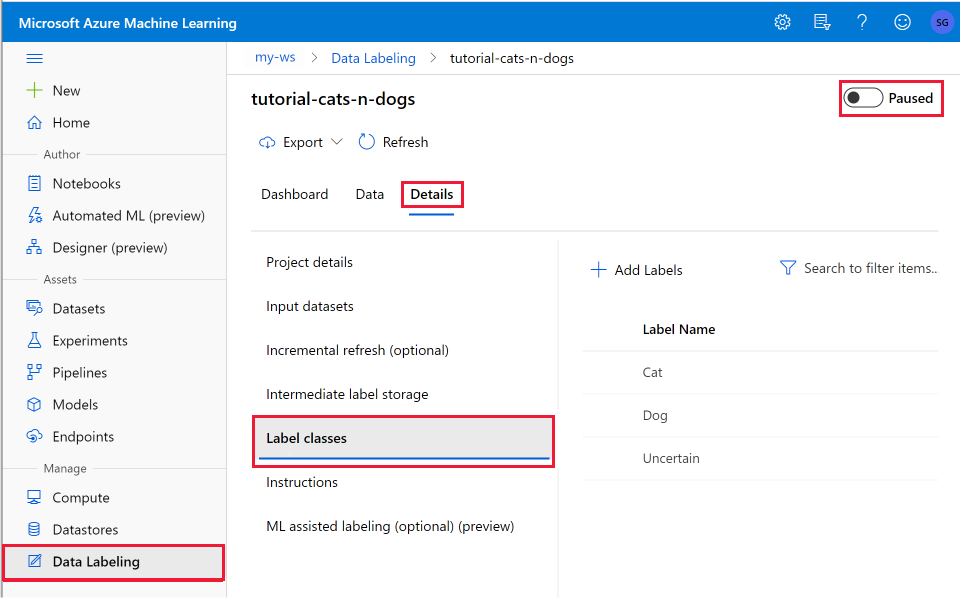 Microsoft Azure Machine Learning
?
SG
New
Home
Author
Notebooks
Automated ML (preview)
Designer (preview)
Assets
Datasets
Experiments
Pipelines
Models
Endpoints
Manage
Compute
Datastores
Data Labeling
my-ws > Data Labeling > tutorial-cats-n-dogs
tutorial-cats-n-dogs
Paused
Export Refresh
Dashboard Data Details
Project details
Input datasets
Incremental refresh (optional)
Intermediate label storage
Label classes
Instructions
ML assisted labeling (optional) (preview)
Add Labels
Search to filter items..
Label Name
Cat
Dog
Uncertain